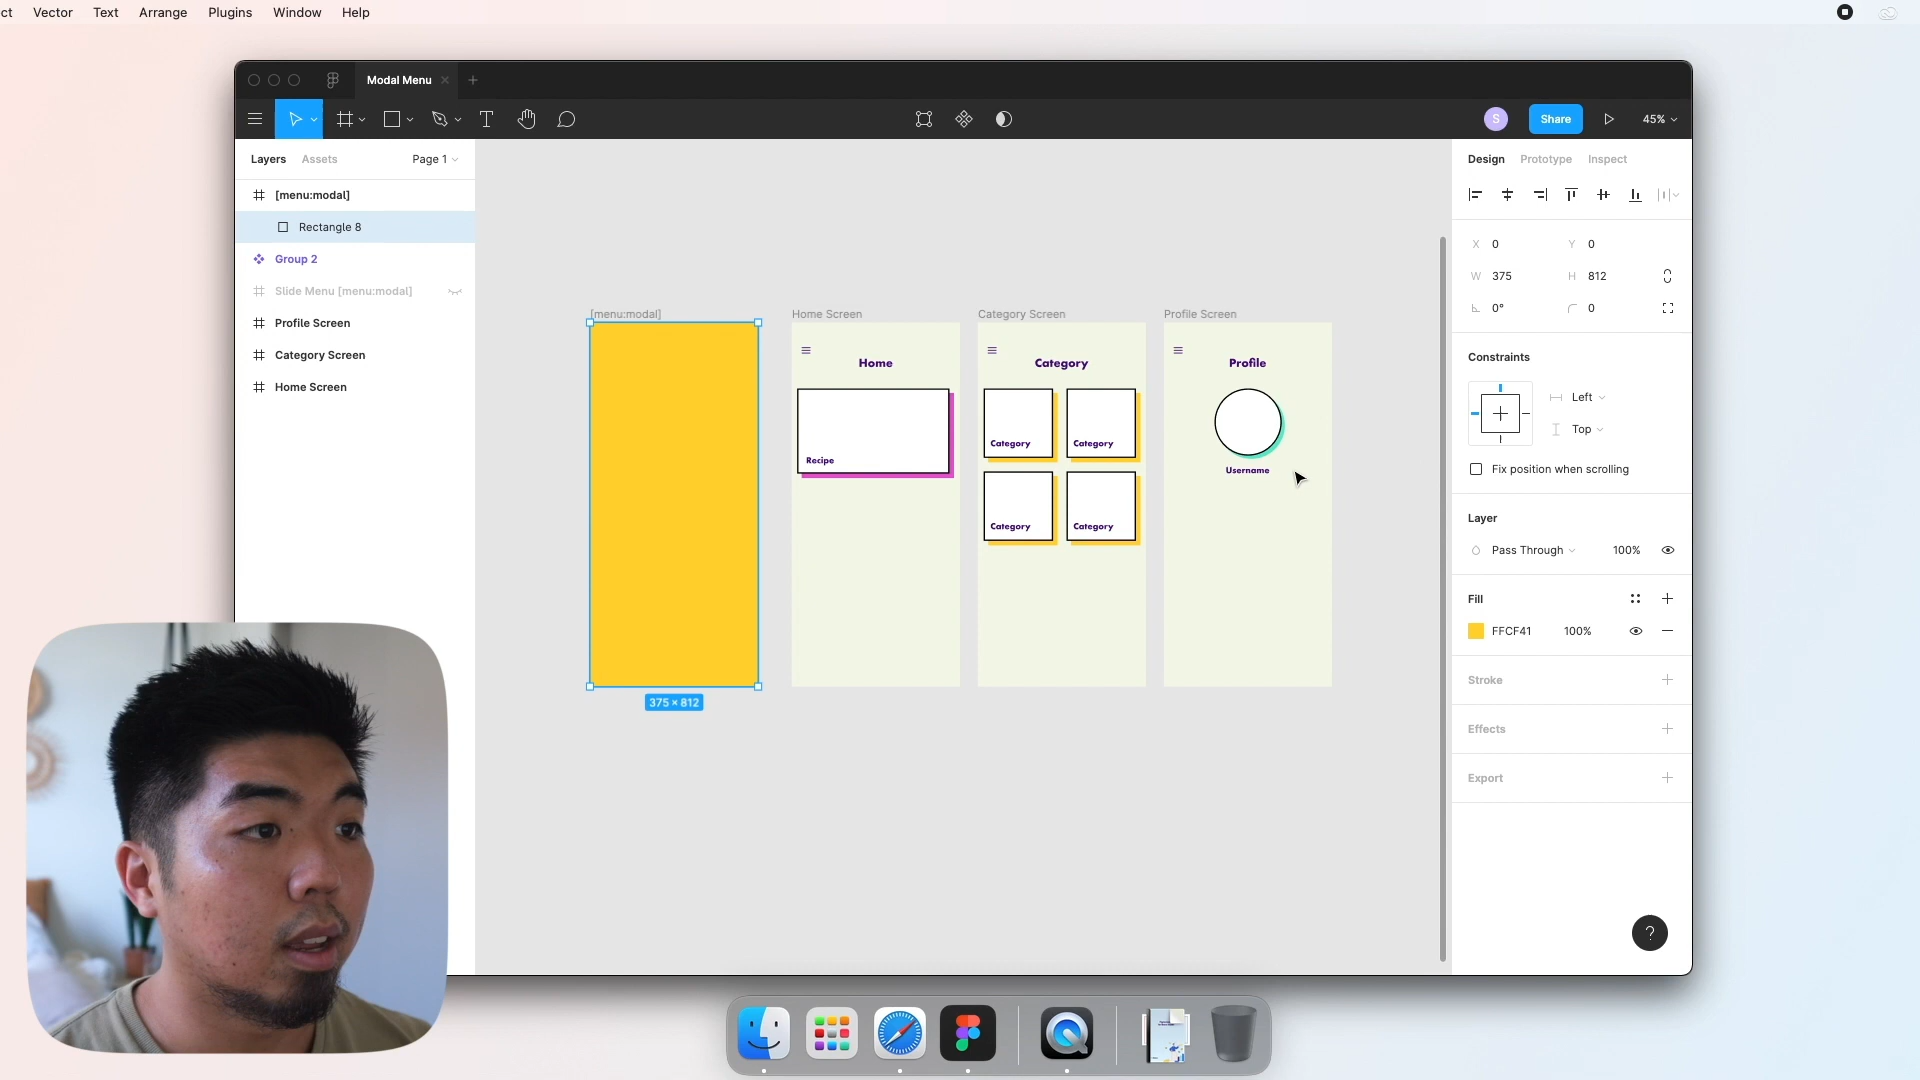 ct Vector Text Arrange Plugins Window Help
Modal Menu
S Share 45%
Layers Assets Page 1
Design Prototype Inspect
[menu:modal]
Rectangle 8
Group 2
Slide Menu [menu:modal]
Profile Screen
Category Screen
Home Screen
[menu:modal]
375 × 812
Home Screen
Home
Recipe
Category Screen
Category
Category Category
Category Category
Profile Screen
Profile
Username
X 0 Y 0
W 375 H 812
0° 0
Constraints
Left
Top
Fix position when scrolling
Layer
Pass Through 100%
Fill
FFCF41 100%
Stroke
Effects
Export
?